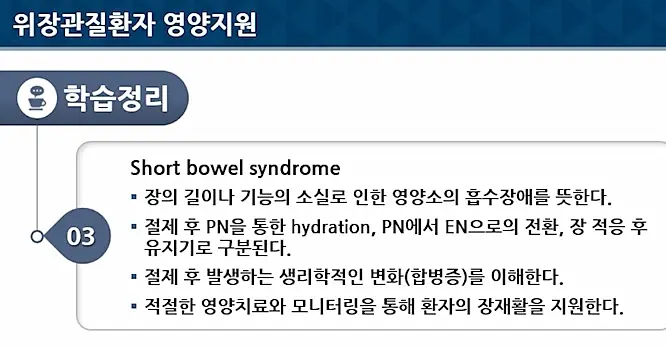 위장관질환자 영양지원
학습정리
03
Short bowel syndrome
▪ 장의 길이나 기능의 소실로 인한 영양소의 흡수장애를 뜻한다.
▪ 절제 후 PN을 통한 hydration, PN에서 EN으로의 전환, 장 적응 후
유지기로 구분된다.
▪ 절제 후 발생하는 생리학적인 변화(합병증)를 이해한다.
▪ 적절한 영양치료와 모니터링을 통해 환자의 장재활을 지원한다.